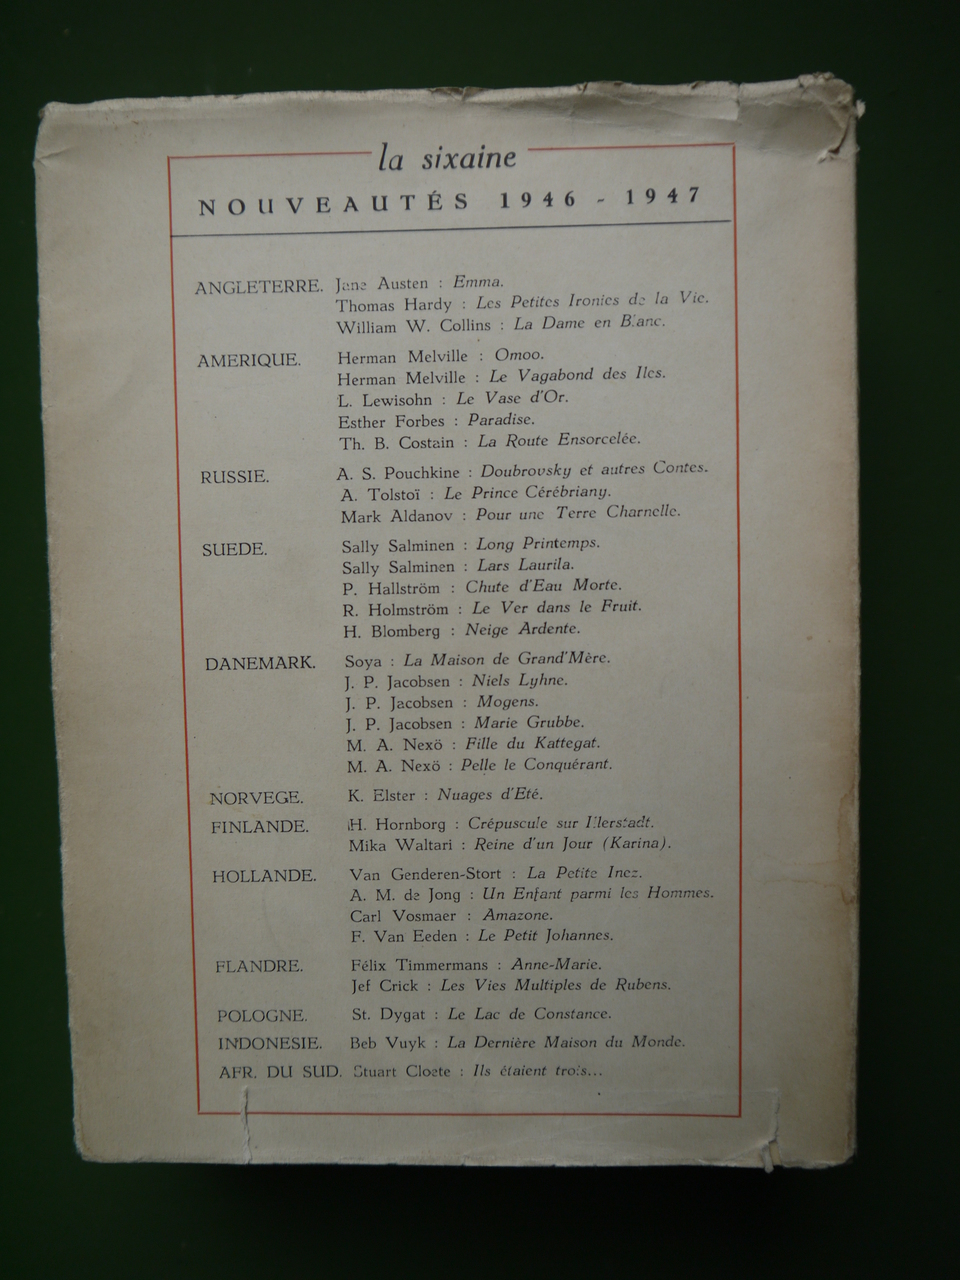 la sixaine
NOUVEAUTÉS 1946 - 1947
ANGLETERRE. Jane Austen : Emma.
Thomas Hardy : Les Petites Ironies de la Vie.
William W. Collins : La Dame en Blanc.
AMERIQUE. Herman Melville : Omoo.
Herman Melville : Le Vagabond des Iles.
L. Lewisohn : Le Vase d'Or.
Esther Forbes : Paradise.
Th. B. Costain : La Route Ensorcelée.
RUSSIE. A. S. Pouchkine : Doubrovsky et autres Contes.
A. Tolstoï : Le Prince Cérébriany.
Mark Aldanov : Pour une Terre Charnelle.
SUEDE. Sally Salminen : Long Printemps.
Sally Salminen : Lars Laurila.
P. Hallström : Chute d'Eau Morte.
R. Holmström : Le Ver dans le Fruit.
H. Blomberg : Neige Ardente.
DANEMARK. Soya : La Maison de Grand'Mère.
J. P. Jacobsen : Niels Lyhne.
J. P. Jacobsen : Mogens.
J. P. Jacobsen : Marie Grubbe.
M. A. Nexö : Fille du Kattegat.
M. A. Nexö : Pelle le Conquérant.
NORVEGE. K. Elster : Nuages d'Eté.
FINLANDE. H. Hornborg : Crépuscule sur Illerstadt.
Mika Waltari : Reine d'un Jour (Karina).
HOLLANDE. Van Genderen-Stort : La Petite Inez.
A. M. de Jong : Un Enfant parmi les Hommes.
Carl Vosmaer : Amazone.
F. Van Eeden : Le Petit Johannes.
FLANDRE. Félix Timmermans : Anne-Marie.
Jef Crick : Les Vies Multiples de Rubens.
POLOGNE. St. Dygat : Le Lac de Constance.
INDONESIE. Beb Vuyk : La Dernière Maison du Monde.
AFR. DU SUD. Stuart Cloete : Ils étaient trois...